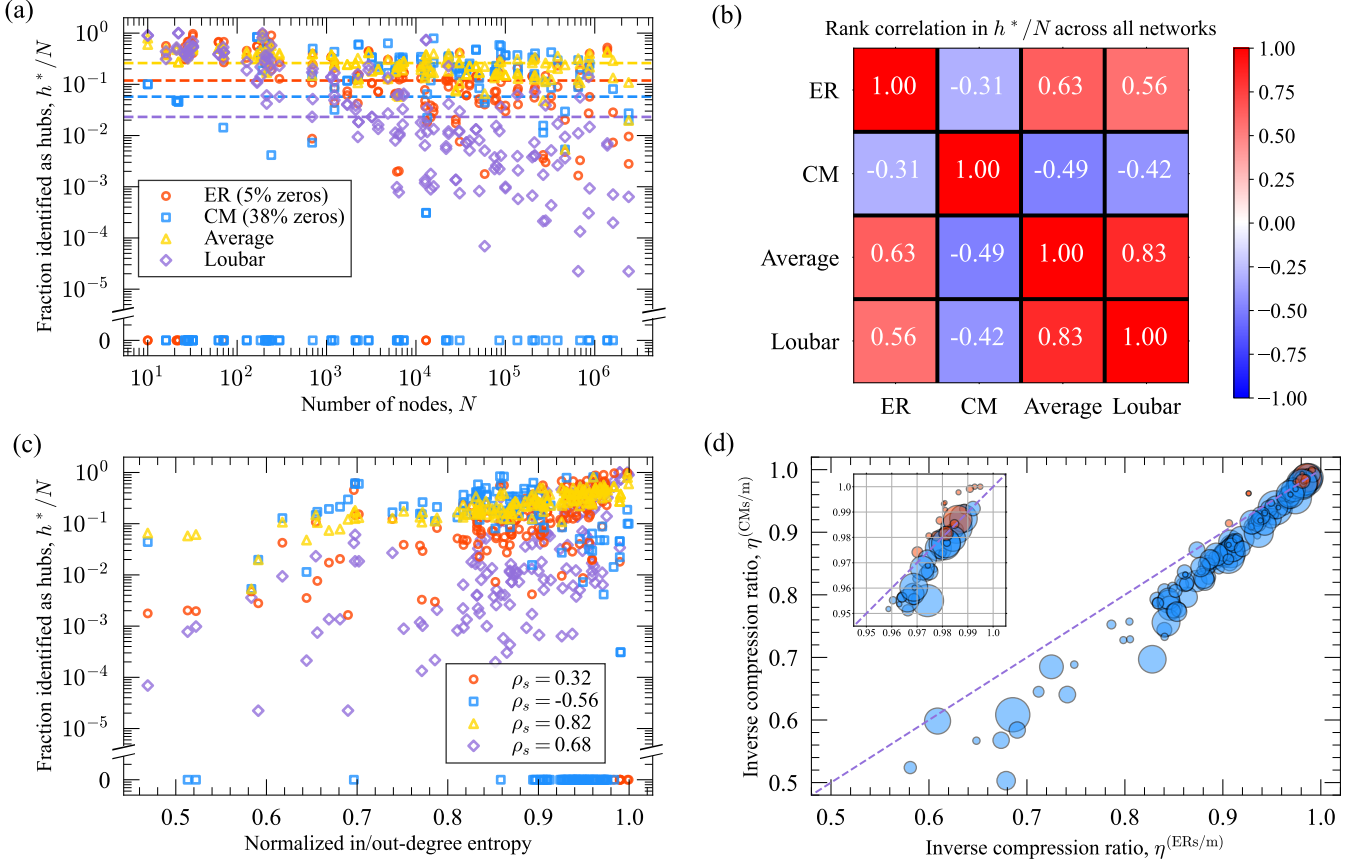 (a)
Fraction identified as hubs, h*/N
10⁰
10⁻¹
10⁻²
10⁻³
10⁻⁴
10⁻⁵
0
ER (5% zeros)
CM (38% zeros)
Average
Loubar
10¹ 10² 10³ 10⁴ 10⁵ 10⁶
Number of nodes, N
(b)
Rank correlation in h*/N across all networks
ER 1.00 -0.31 0.63 0.56
CM -0.31 1.00 -0.49 -0.42
Average 0.63 -0.49 1.00 0.83
Loubar 0.56 -0.42 0.83 1.00
ER CM Average Loubar
1.00
0.75
0.50
0.25
0.00
−0.25
−0.50
−0.75
−1.00
(c)
Fraction identified as hubs, h*/N
10⁰
10⁻¹
10⁻²
10⁻³
10⁻⁴
10⁻⁵
0
ρₛ = 0.32
ρₛ = -0.56
ρₛ = 0.82
ρₛ = 0.68
0.5 0.6 0.7 0.8 0.9 1.0
Normalized in/out-degree entropy
(d)
Inverse compression ratio, η^(CMs/m)
1.0
0.9
0.8
0.7
0.6
0.5
1.00
0.99
0.98
0.97
0.96
0.95
0.95 0.96 0.97 0.98 0.99 1.0
0.5 0.6 0.7 0.8 0.9 1.0
Inverse compression ratio, η^(ERs/m)